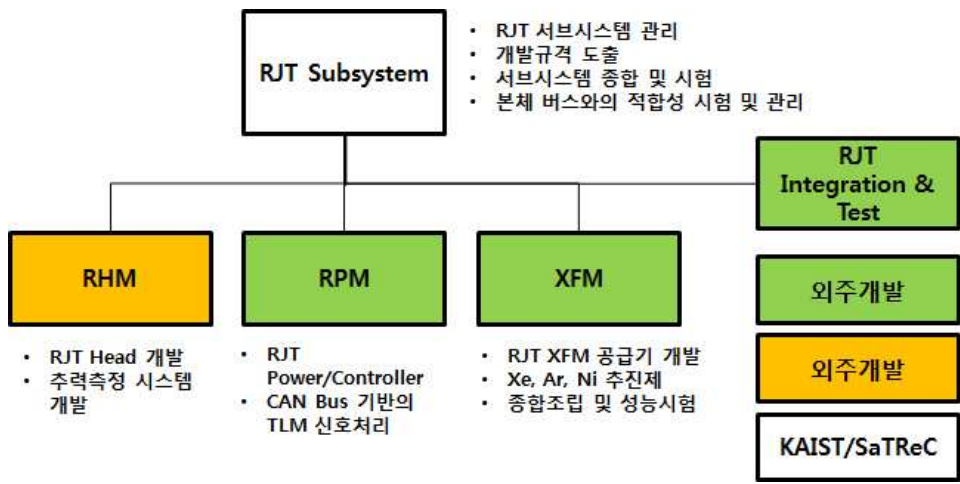 RJT Subsystem
• RJT 서브시스템 관리
• 개발규격 도출
• 서브시스템 종합 및 시험
• 본체 버스와의 적합성 시험 및 관리
RJT
Integration &
Test
RHM
RPM
XFM
외주개발
• RJT Head 개발
• 추력측정 시스템
개발
• RJT
Power/Controller
• CAN Bus 기반의
TLM 신호처리
• RJT XFM 공급기 개발
• Xe, Ar, Ni 추진제
• 종합조립 및 성능시험
외주개발
KAIST/SaTReC